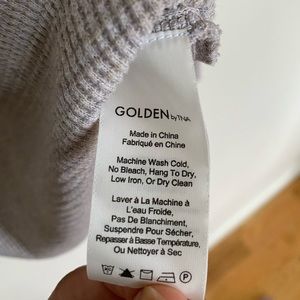 GOLDEN by TNA
Made in China
Fabriqué en Chine
Machine Wash Cold,
No Bleach, Hang To Dry,
Low Iron, Or Dry Clean
Laver à La Machine à
L'eau Froide,
Pas De Blanchiment,
Suspendre Pour Sécher,
Repasser à Basse Température,
Ou Nettoyer à Sec